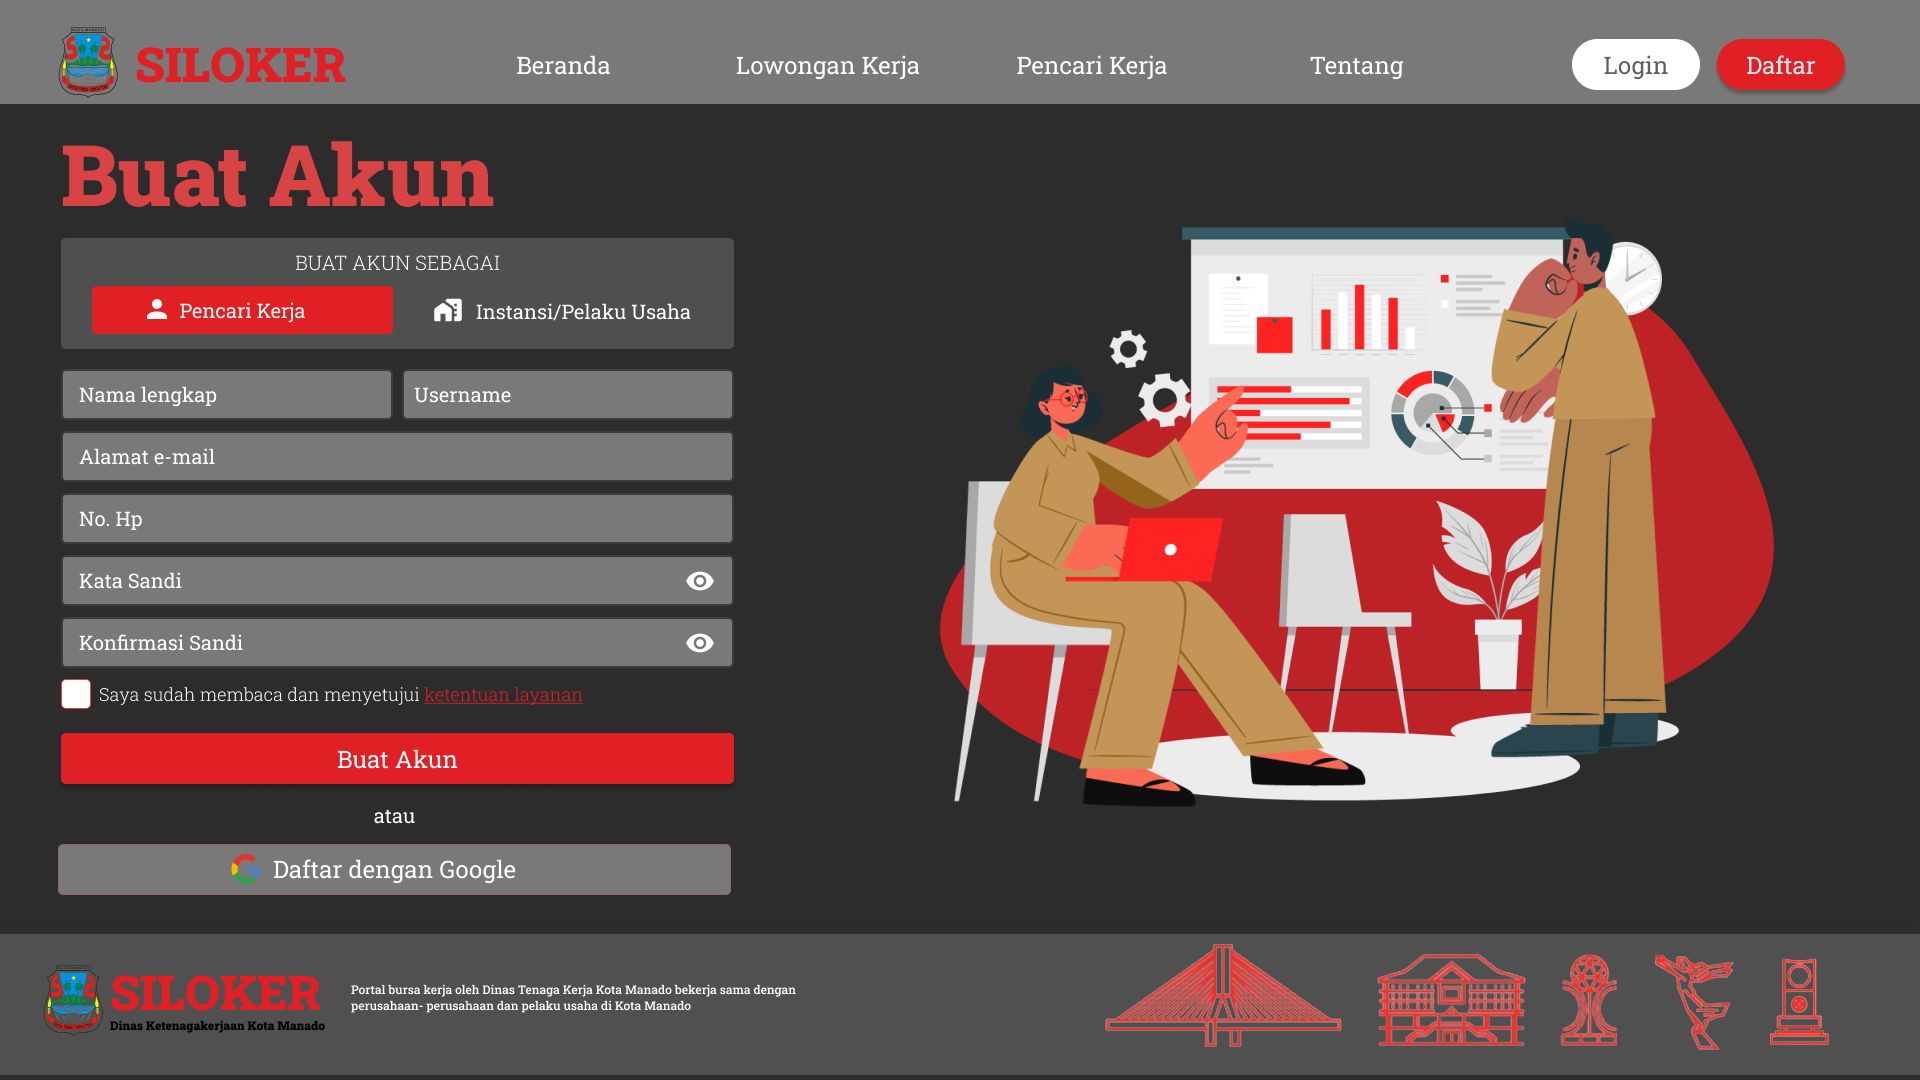 KOTA MANADO
SILOKER
Beranda
Lowongan Kerja
Pencari Kerja
Tentang
Login
Daftar
Buat Akun
BUAT AKUN SEBAGAI
Pencari Kerja
Instansi/Pelaku Usaha
Nama lengkap
Username
Alamat e-mail
No. Hp
Kata Sandi
Konfirmasi Sandi
Saya sudah membaca dan menyetujui ketentuan layanan
Buat Akun
atau
Daftar dengan Google
SILOKER
Dinas Ketenagakerjaan Kota Manado
Portal bursa kerja oleh Dinas Tenaga Kerja Kota Manado bekerja sama dengan
perusahaan- perusahaan dan pelaku usaha di Kota Manado